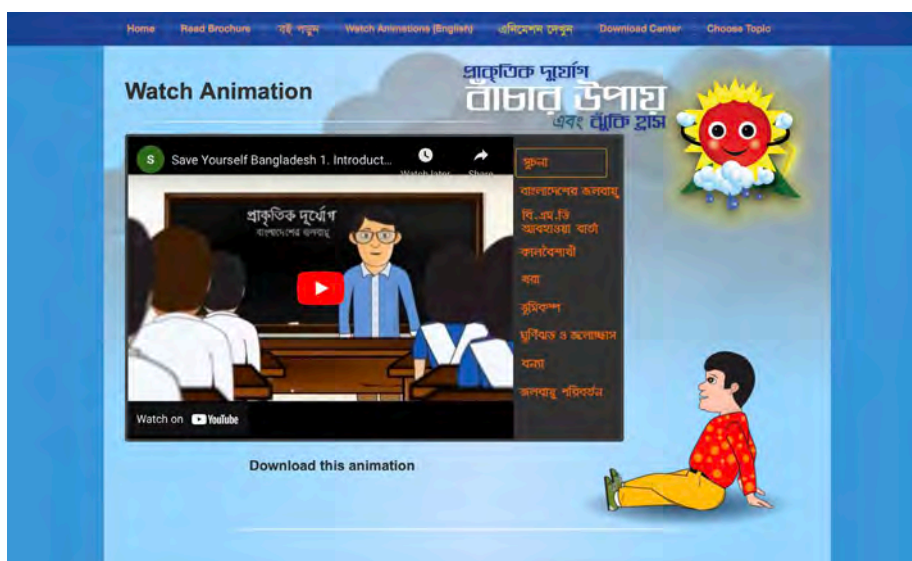 Home Read Brochure বই পড়ুন Watch Animations (English) এনিমেশন দেখুন Download Center Choose Topic
প্রাকৃতিক দুর্যোগ
বাঁচার উপায়
এবং ঝুঁকি হ্রাস
Watch Animation
S Save Yourself Bangladesh 1. Introduct...
Watch later Share
প্রাকৃতিক দূর্যোগ
বাংলাদেশের জলবায়ু
Watch on YouTube
সুচনা
বাংলাদেশের জলবায়ু
বি.এম.ডি
আবহাওয়া বার্তা
কালবৈশাখী
খরা
ভূমিকম্প
ঘুর্ণিঝড় ও জলোচ্ছাস
বন্যা
জলবায়ু পরিবর্তন
Download this animation